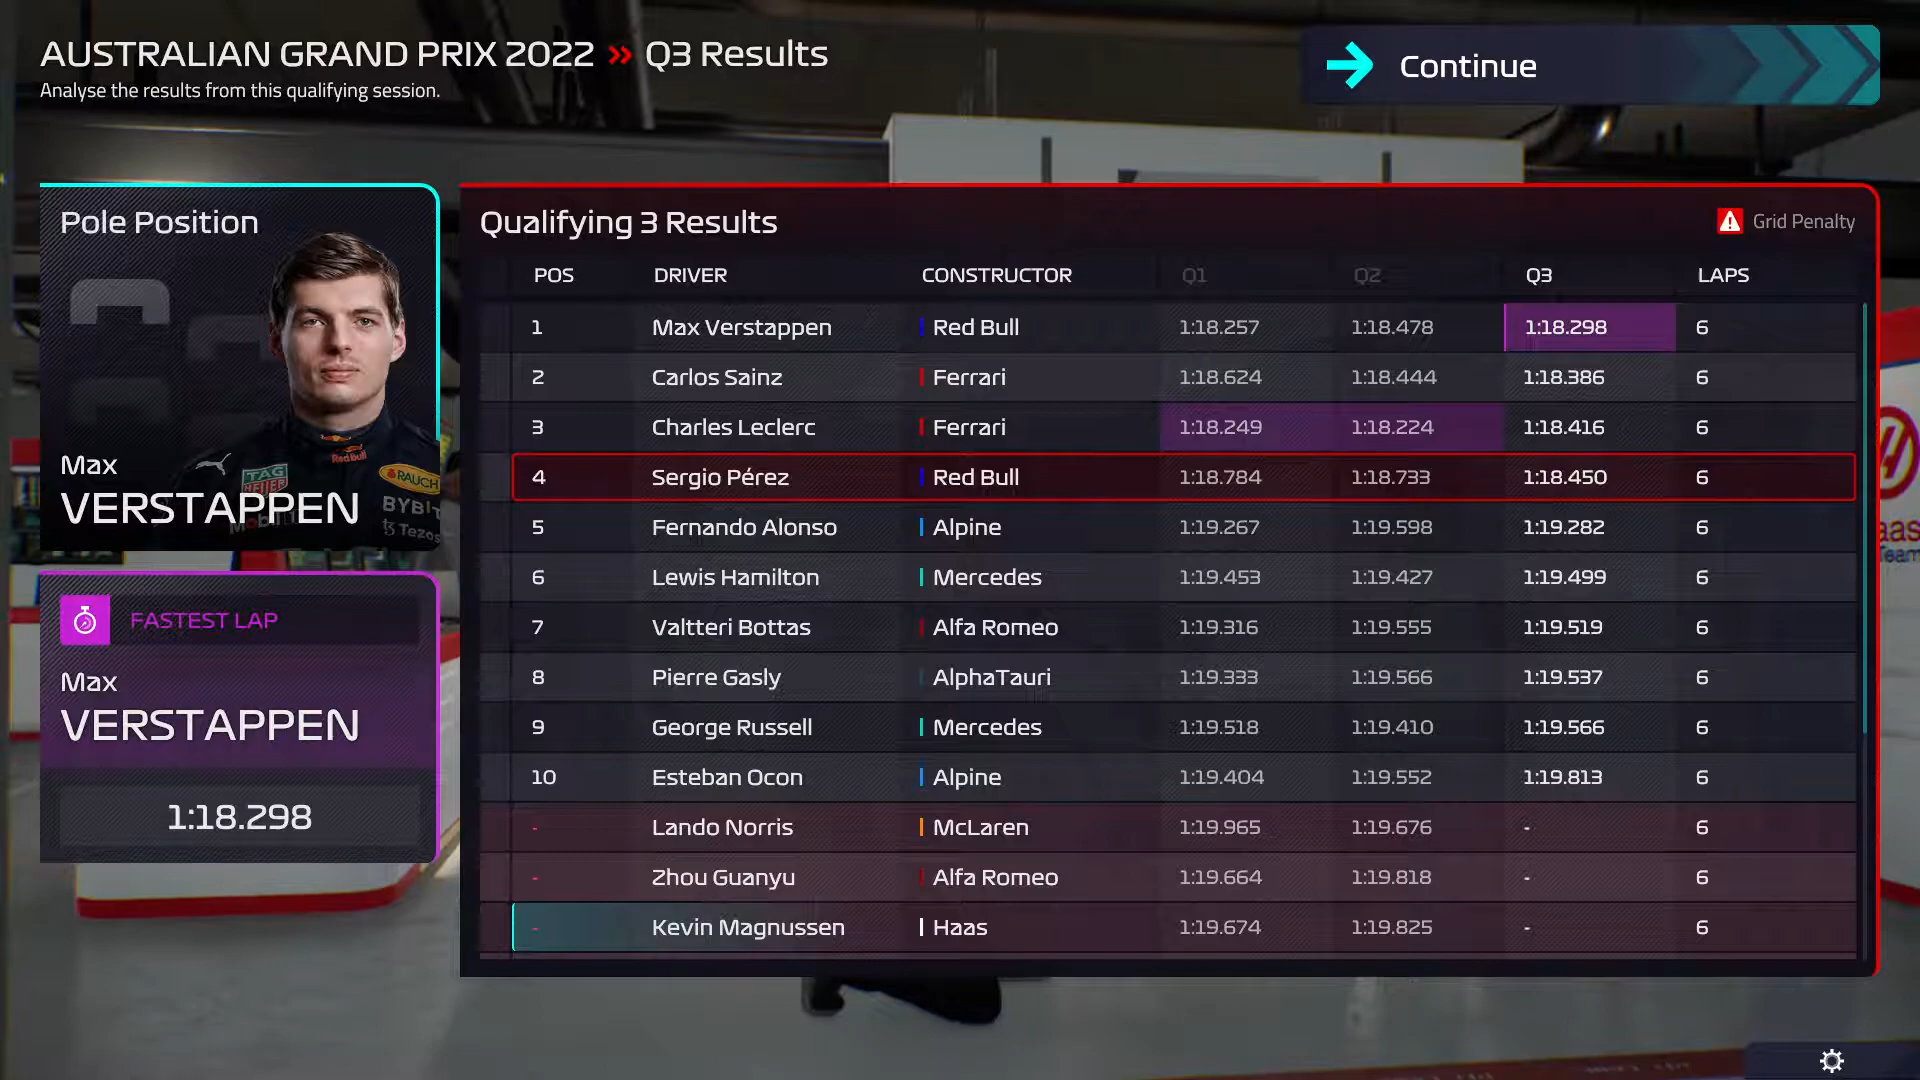 AUSTRALIAN GRAND PRIX 2022 » Q3 Results
Analyse the results from this qualifying session.
Continue
Pole Position
Max
VERSTAPPEN
TAG
HEUER
Red Bull
RAUCH
BYBIT
Tezos
FASTEST LAP
Max
VERSTAPPEN
1:18.298
Qualifying 3 Results
Grid Penalty
POS DRIVER CONSTRUCTOR Q1 Q2 Q3 LAPS
1 Max Verstappen Red Bull 1:18.257 1:18.478 1:18.298 6
2 Carlos Sainz Ferrari 1:18.624 1:18.444 1:18.386 6
3 Charles Leclerc Ferrari 1:18.249 1:18.224 1:18.416 6
4 Sergio Pérez Red Bull 1:18.784 1:18.733 1:18.450 6
5 Fernando Alonso Alpine 1:19.267 1:19.598 1:19.282 6
6 Lewis Hamilton Mercedes 1:19.453 1:19.427 1:19.499 6
7 Valtteri Bottas Alfa Romeo 1:19.316 1:19.555 1:19.519 6
8 Pierre Gasly AlphaTauri 1:19.333 1:19.566 1:19.537 6
9 George Russell Mercedes 1:19.518 1:19.410 1:19.566 6
10 Esteban Ocon Alpine 1:19.404 1:19.552 1:19.813 6
- Lando Norris McLaren 1:19.965 1:19.676 - 6
- Zhou Guanyu Alfa Romeo 1:19.664 1:19.818 - 6
- Kevin Magnussen Haas 1:19.674 1:19.825 - 6